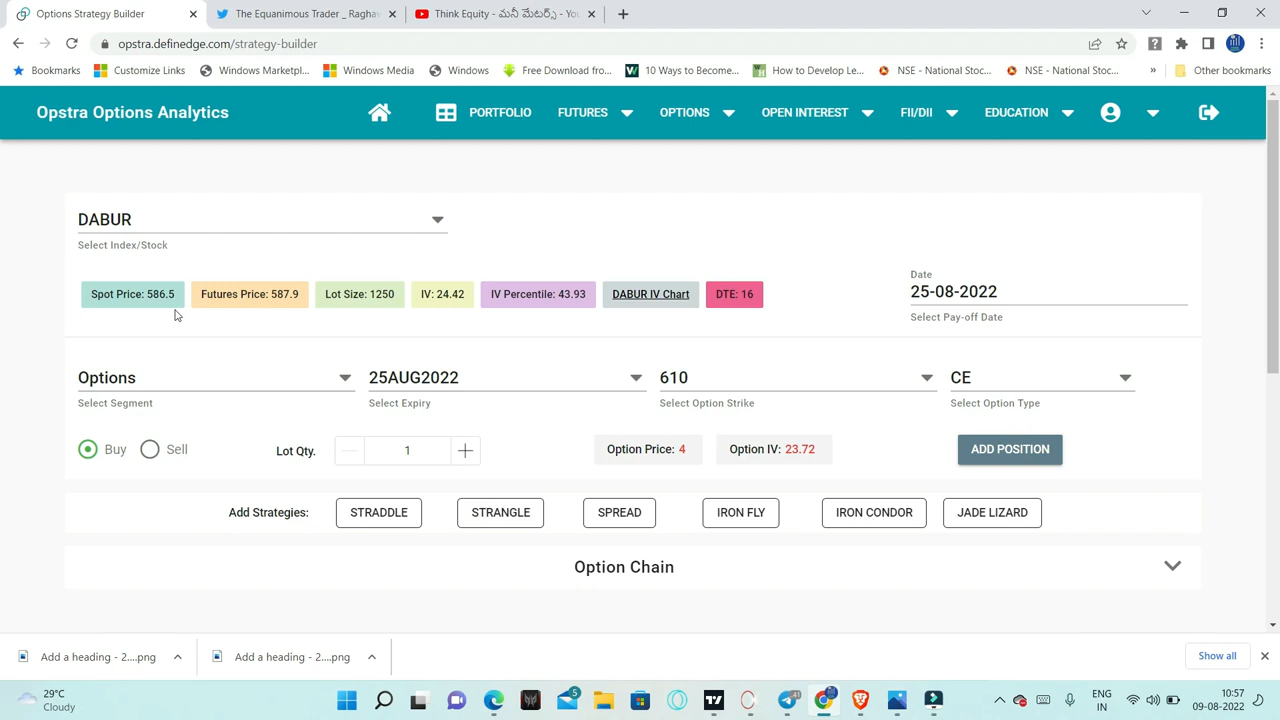 Options Strategy Builder
The Equanimous Trader _ Raghav
Think Equity - మనీ మేటర్స్ - Yo
opstra.definedge.com/strategy-builder
Bookmarks
Customize Links
Windows Marketpl...
Windows Media
Windows
Free Download fro...
10 Ways to Become...
How to Develop Le...
NSE - National Stoc...
NSE - National Stoc...
»
Other bookmarks
Opstra Options Analytics
PORTFOLIO
FUTURES
OPTIONS
OPEN INTEREST
FII/DII
EDUCATION
DABUR
Select Index/Stock
Spot Price: 586.5
Futures Price: 587.9
Lot Size: 1250
IV: 24.42
IV Percentile: 43.93
DABUR IV Chart
DTE: 16
Date
25-08-2022
Select Pay-off Date
Options
Select Segment
25AUG2022
Select Expiry
610
Select Option Strike
CE
Select Option Type
Buy
Sell
Lot Qty.
1
Option Price: 4
Option IV: 23.72
ADD POSITION
Add Strategies:
STRADDLE
STRANGLE
SPREAD
IRON FLY
IRON CONDOR
JADE LIZARD
Option Chain
Add a heading - 2....png
Add a heading - 2....png
Show all
29°C
Cloudy
5
41
ENG
IN
10:57
09-08-2022